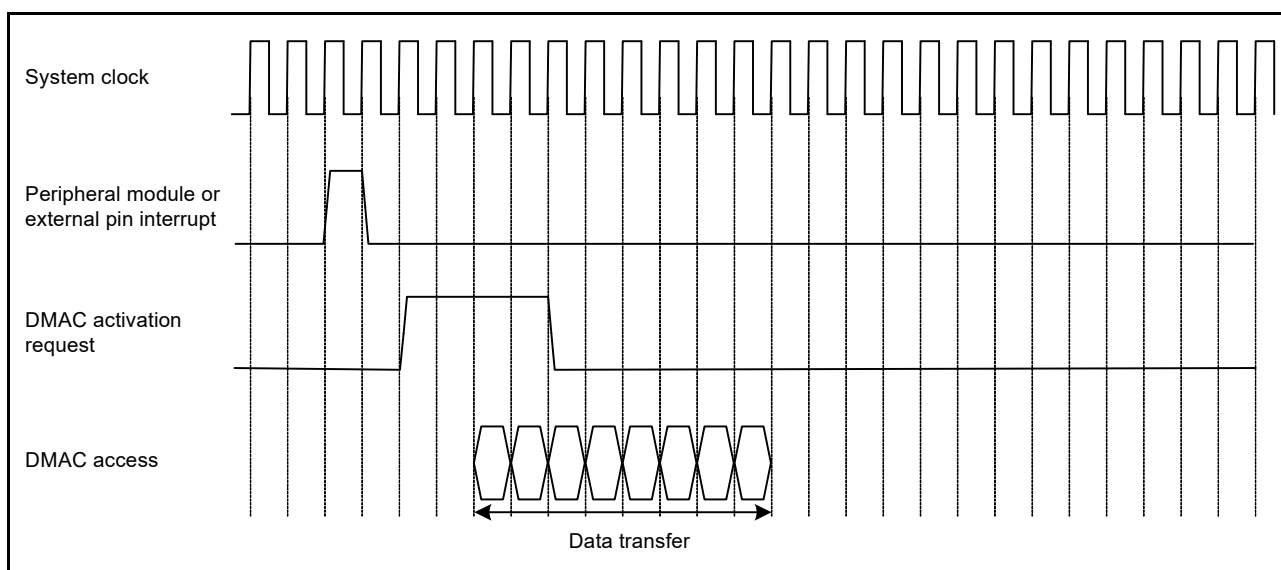 System clock
Peripheral module or
external pin interrupt
DMAC activation
request
DMAC access
Data transfer